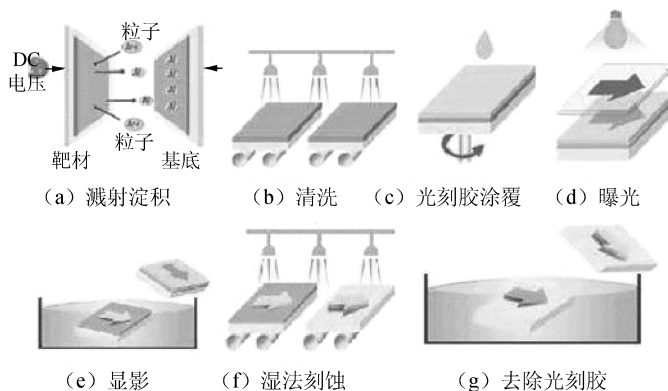 粒子
DC
电压
粒子
靶材
基底
(a) 溅射淀积
(b) 清洗
(c) 光刻胶涂覆
(d) 曝光
(e) 显影
(f) 湿法刻蚀
(g) 去除光刻胶